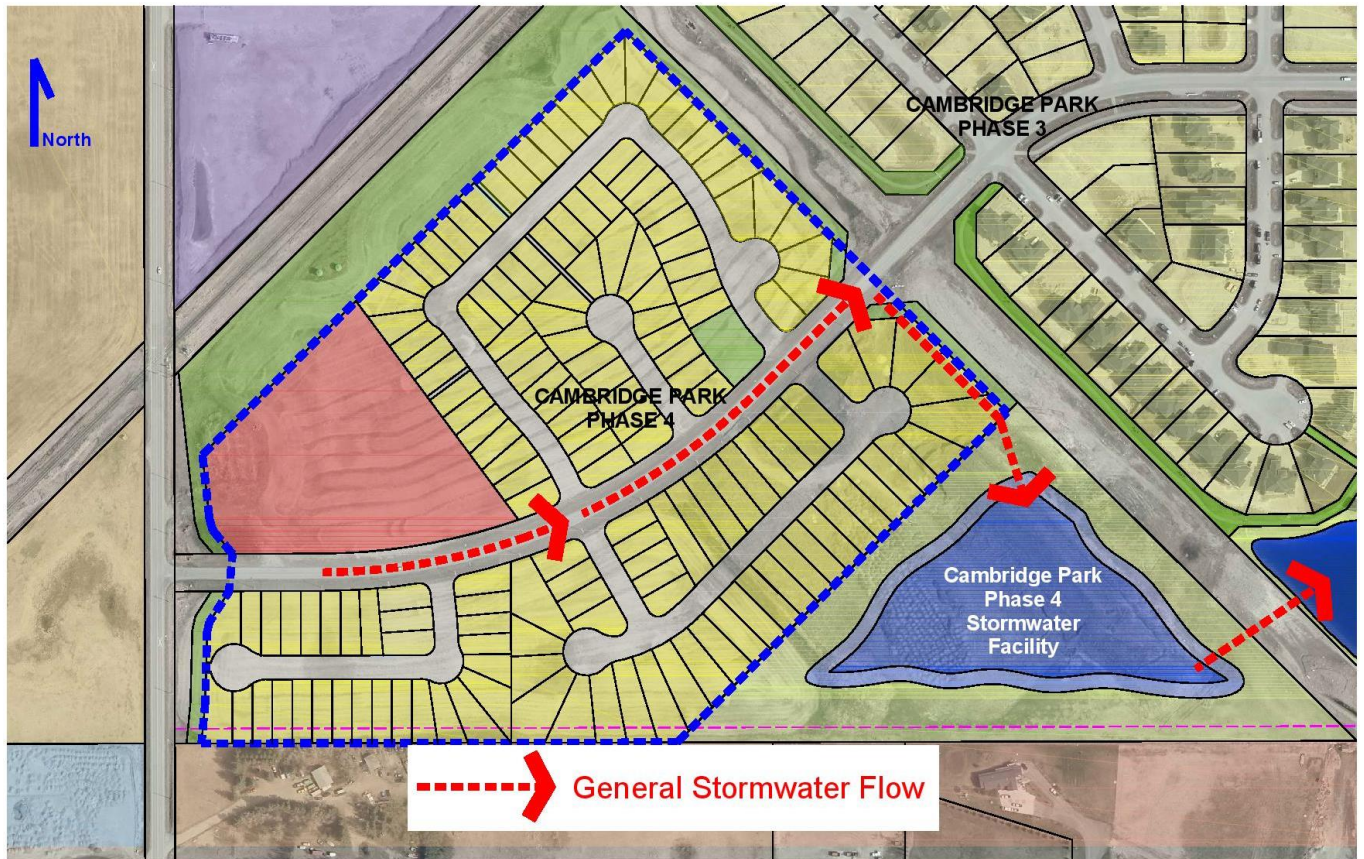 North
CAMBRIDGE PARK
PHASE 3
CAMBRIDGE PARK
PHASE 4
Cambridge Park
Phase 4
Stormwater
Facility
General Stormwater Flow